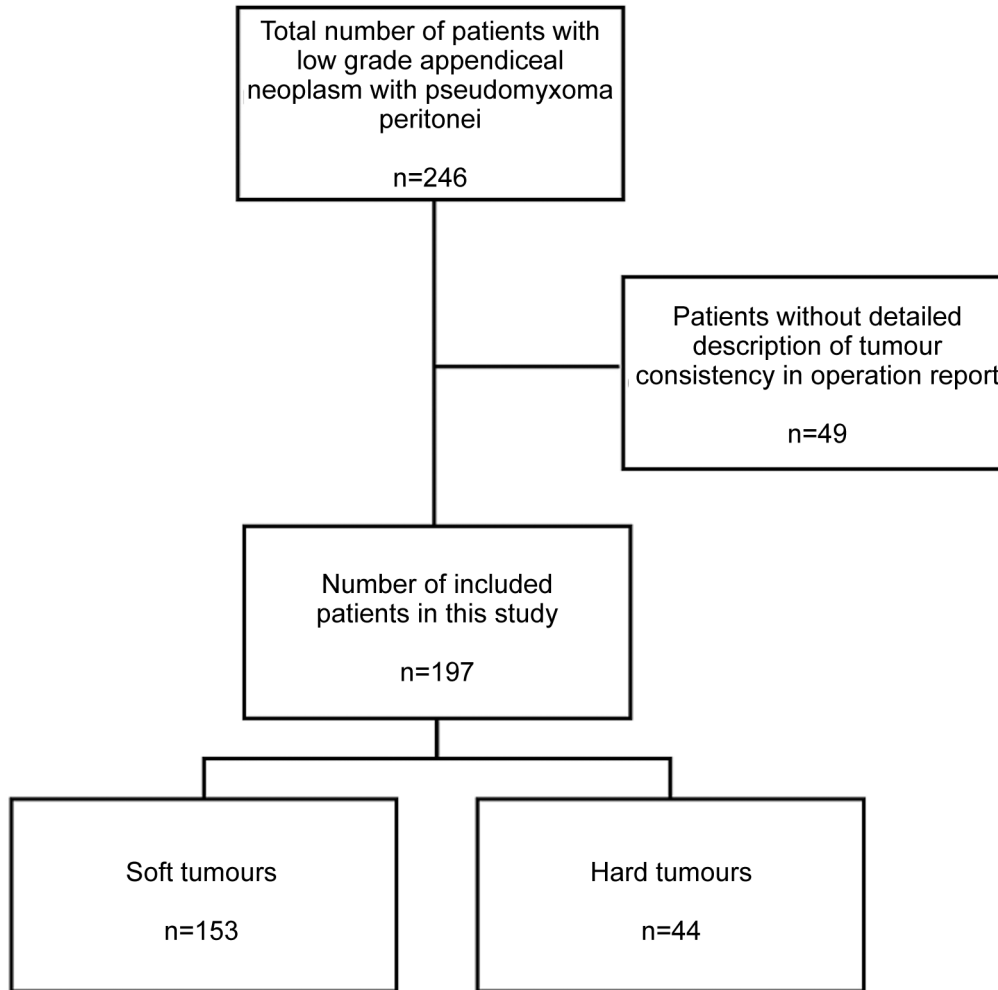 Total number of patients with
low grade appendiceal
neoplasm with pseudomyxoma
peritonei
n=246
Patients without detailed
description of tumour
consistency in operation report
n=49
Number of included
patients in this study
n=197
Soft tumours
n=153
Hard tumours
n=44